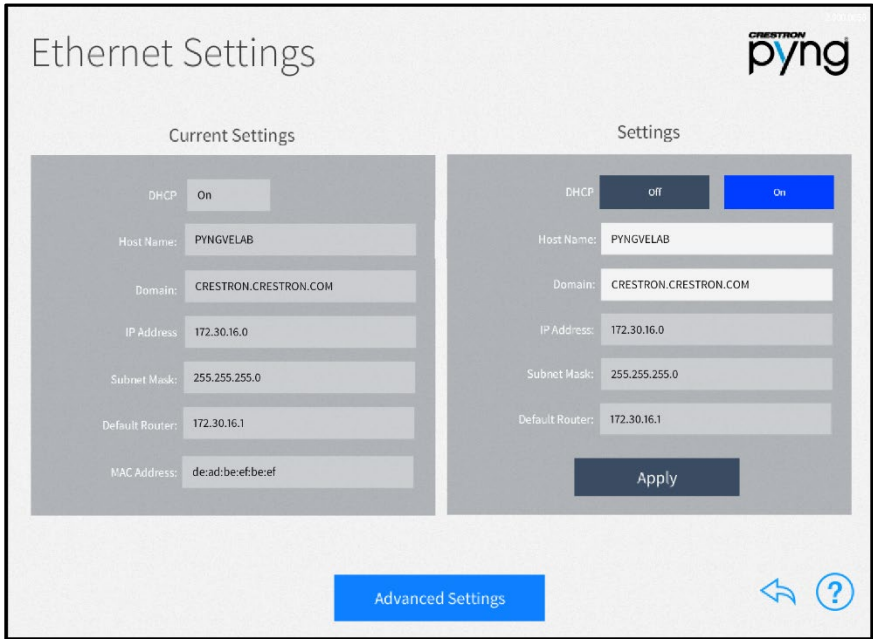 Ethernet Settings
CRESTRON
pyng
Current Settings
DHCP On
Host Name: PYNGVELAB
Domain: CRESTRON.CRESTRON.COM
IP Address 172.30.16.0
Subnet Mask: 255.255.255.0
Default Router: 172.30.16.1
MAC Address: de:ad:be:ef:be:ef
Settings
DHCP Off On
Host Name: PYNGVELAB
Domain: CRESTRON.CRESTRON.COM
IP Address: 172.30.16.0
Subnet Mask: 255.255.255.0
Default Router: 172.30.16.1
Apply
Advanced Settings
?